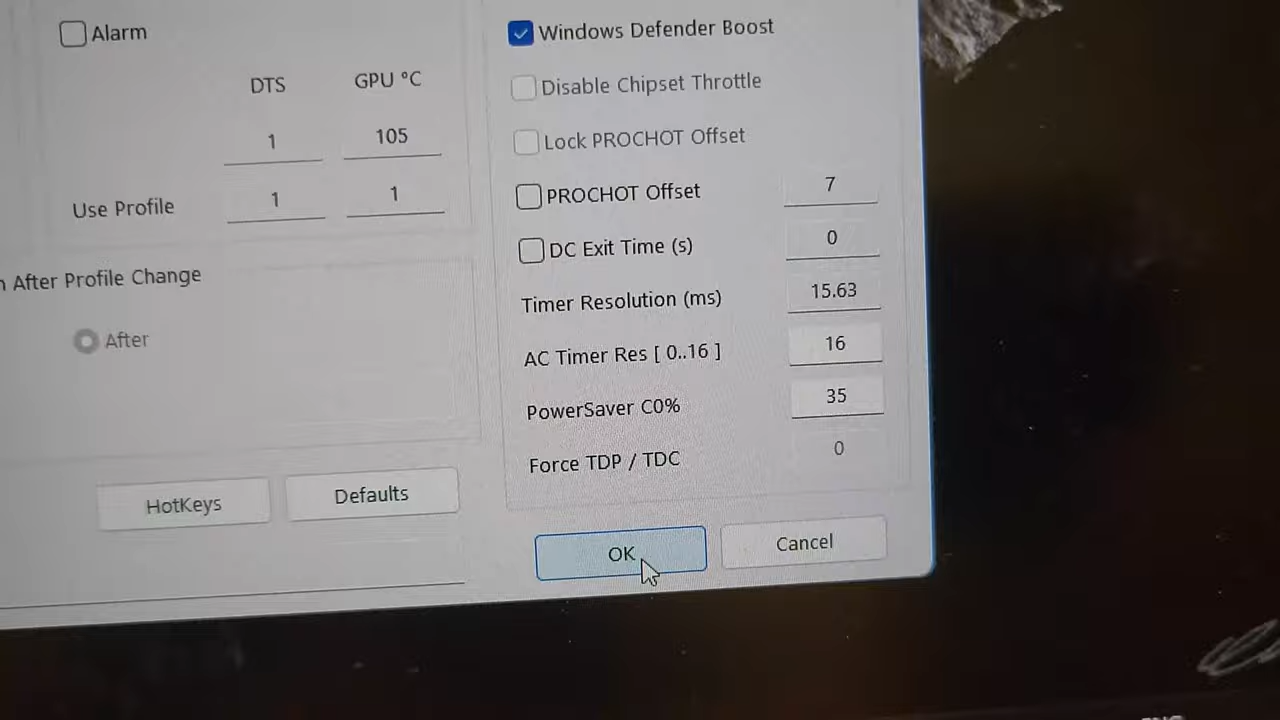 Alarm
DTS
GPU °C
1
105
Use Profile
1
1
After Profile Change
After
HotKeys
Defaults
Windows Defender Boost
Disable Chipset Throttle
Lock PROCHOT Offset
PROCHOT Offset
7
DC Exit Time (s)
0
Timer Resolution (ms)
15.63
AC Timer Res [ 0..16 ]
16
PowerSaver C0%
35
Force TDP / TDC
0
OK
Cancel